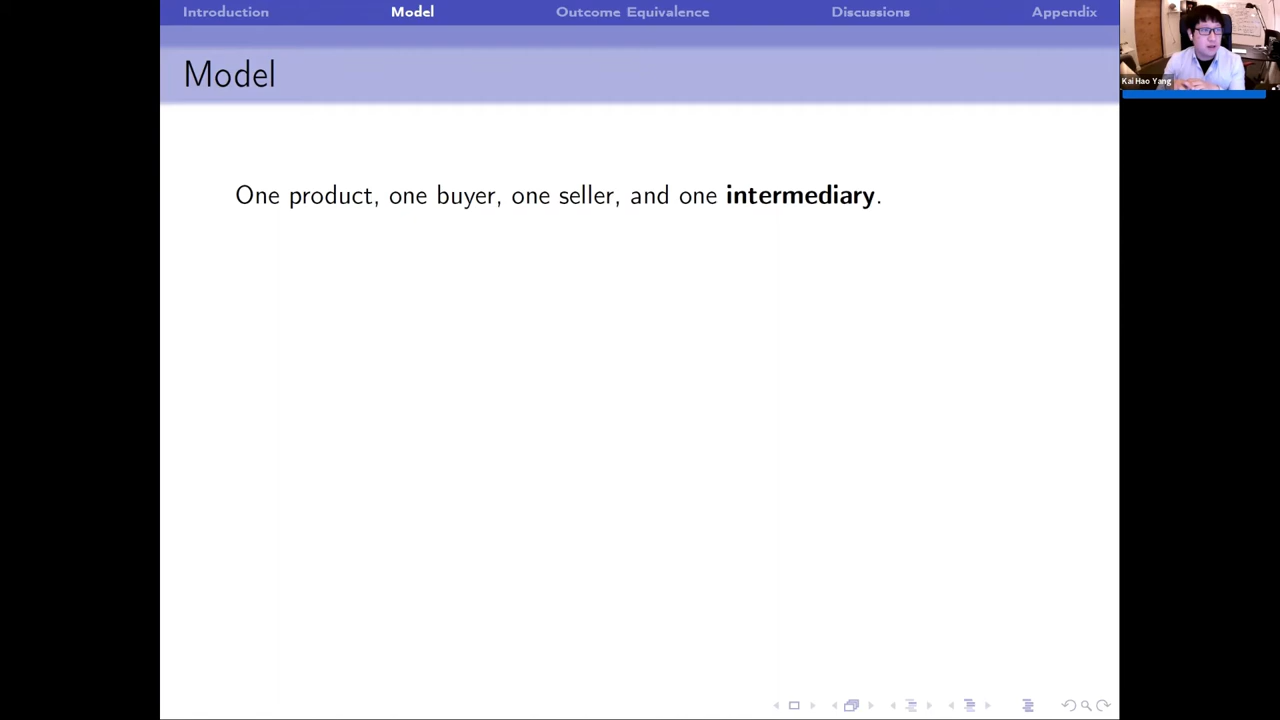 Introduction Model Outcome Equivalence Discussions Appendix
Model
One product, one buyer, one seller, and one intermediary.
Kai Hao Yang